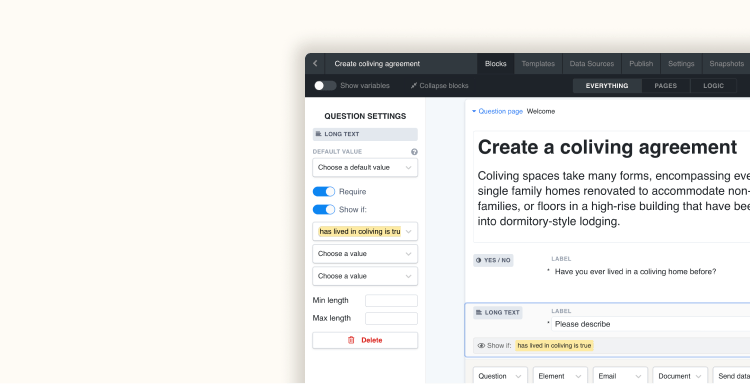 Create coliving agreement
Blocks
Templates
Data Sources
Publish
Settings
Snapshots
Show variables
Collapse blocks
EVERYTHING
PAGES
LOGIC
QUESTION SETTINGS
LONG TEXT
DEFAULT VALUE
?
Choose a default value
Require
Show if:
has lived in coliving is tru
Choose a value
Choose a value
Min length
Max length
Delete
Question page Welcome
Create a coliving agreement
Coliving spaces take many forms, encompassing eve
single family homes renovated to accommodate non-
families, or floors in a high-rise building that have bee
into dormitory-style lodging.
YES / NO
LABEL
* Have you ever lived in a coliving home before?
LONG TEXT
LABEL
* Please describe
Show if: has lived in coliving is true
Question
Element
Email
Document
Send data